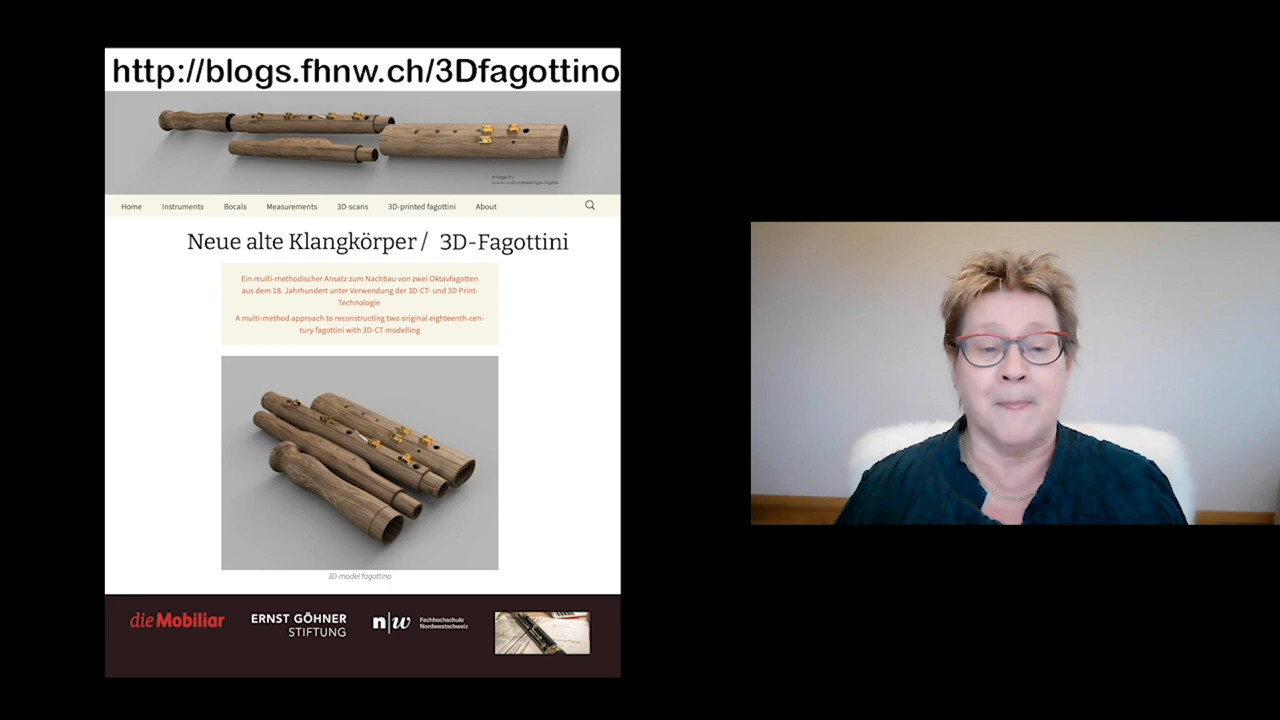 http://blogs.fhnw.ch/3Dfagottino
Home Instruments Bocals Measurements 3D-scans 3D-printed fagottini About
Neue alte Klangkörper / 3D-Fagottini
Ein multi-methodischer Ansatz zum Nachbau von zwei Oktavfagotten
aus dem 18. Jahrhundert unter Verwendung der 3D-CT- und 3D Print-
Technologie
A multi-method approach to reconstructing two original eighteenth-cen-
tury fagottini with 3D-CT modelling
3D-model fagottino
die Mobiliar
ERNST GÖHNER
STIFTUNG
n|w
Fachhochschule
Nordwestschweiz